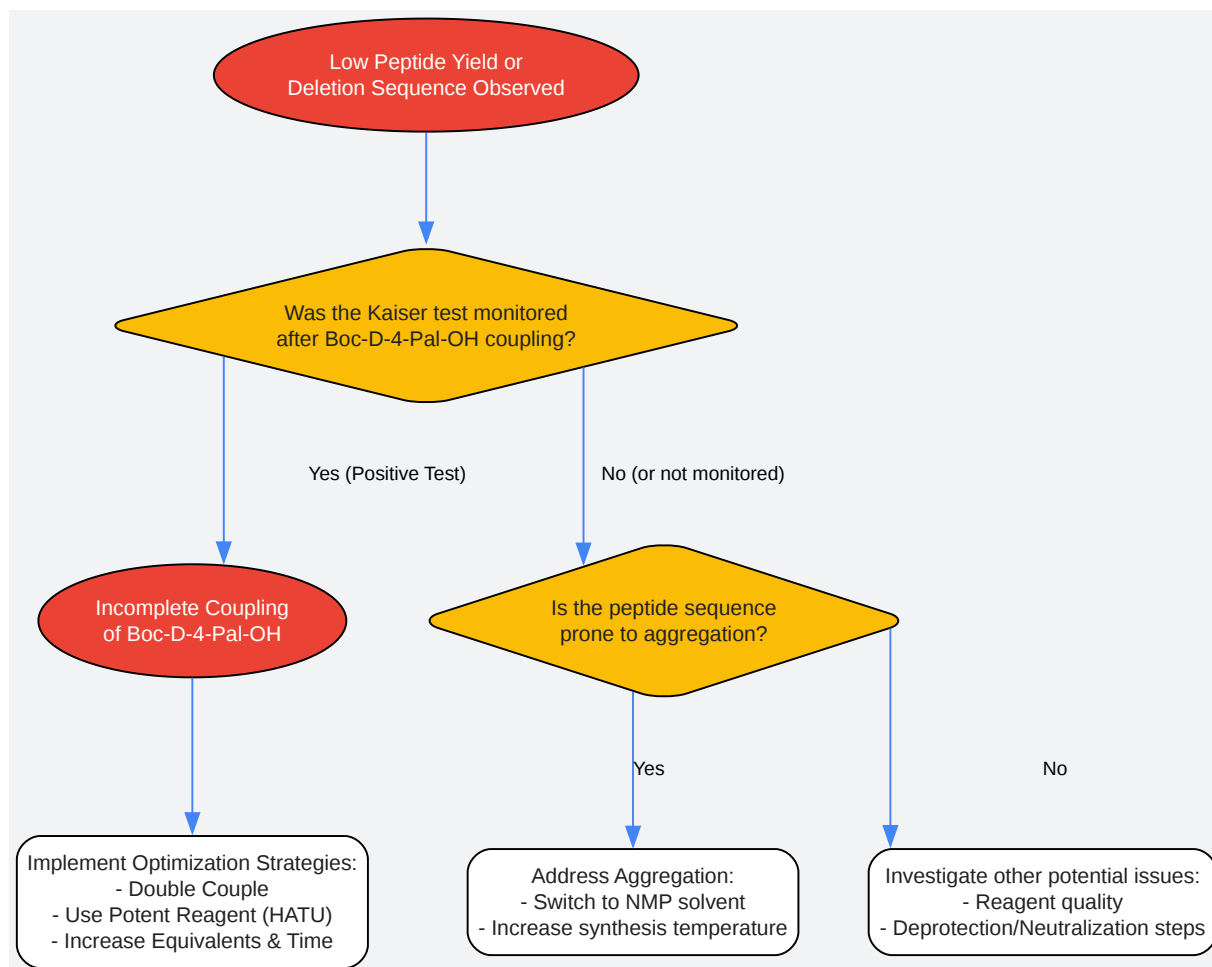 Low Peptide Yield or
Deletion Sequence Observed
Was the Kaiser test monitored
after Boc-D-4-Pal-OH coupling?
Yes (Positive Test)
No (or not monitored)
Incomplete Coupling
of Boc-D-4-Pal-OH
Is the peptide sequence
prone to aggregation?
Yes
No
Implement Optimization Strategies:
- Double Couple
- Use Potent Reagent (HATU)
- Increase Equivalents & Time
Address Aggregation:
- Switch to NMP solvent
- Increase synthesis temperature
Investigate other potential issues:
- Reagent quality
- Deprotection/Neutralization steps